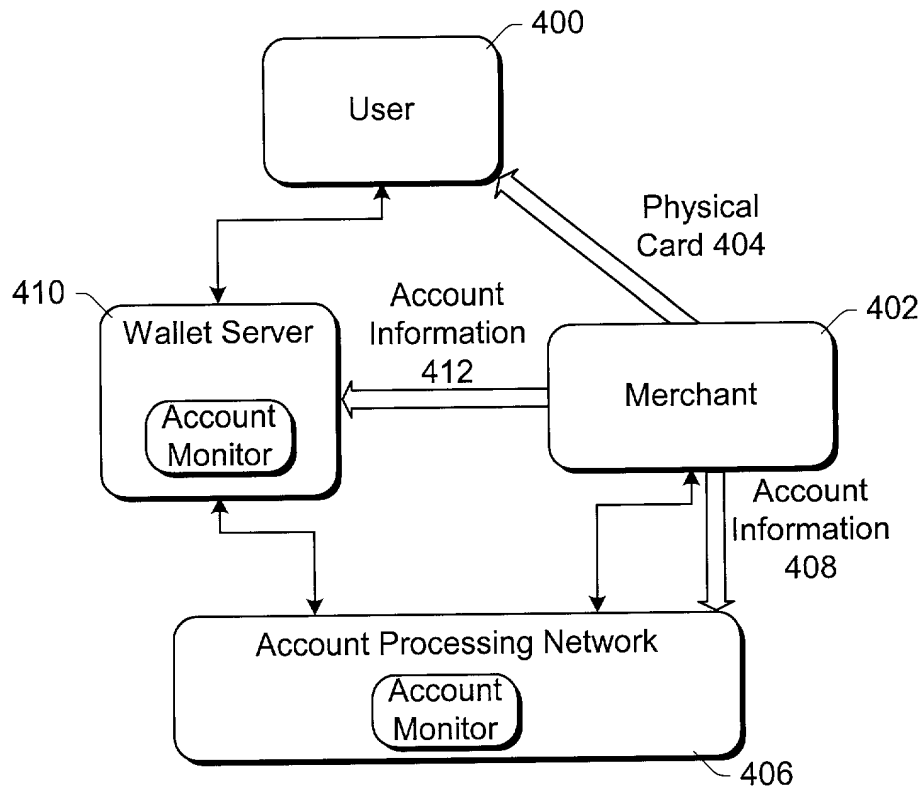 400
User
Physical
Card 404
410
Wallet Server
Account
Information
412
402
Merchant
Account
Monitor
Account
Information
408
Account Processing Network
Account
Monitor
406